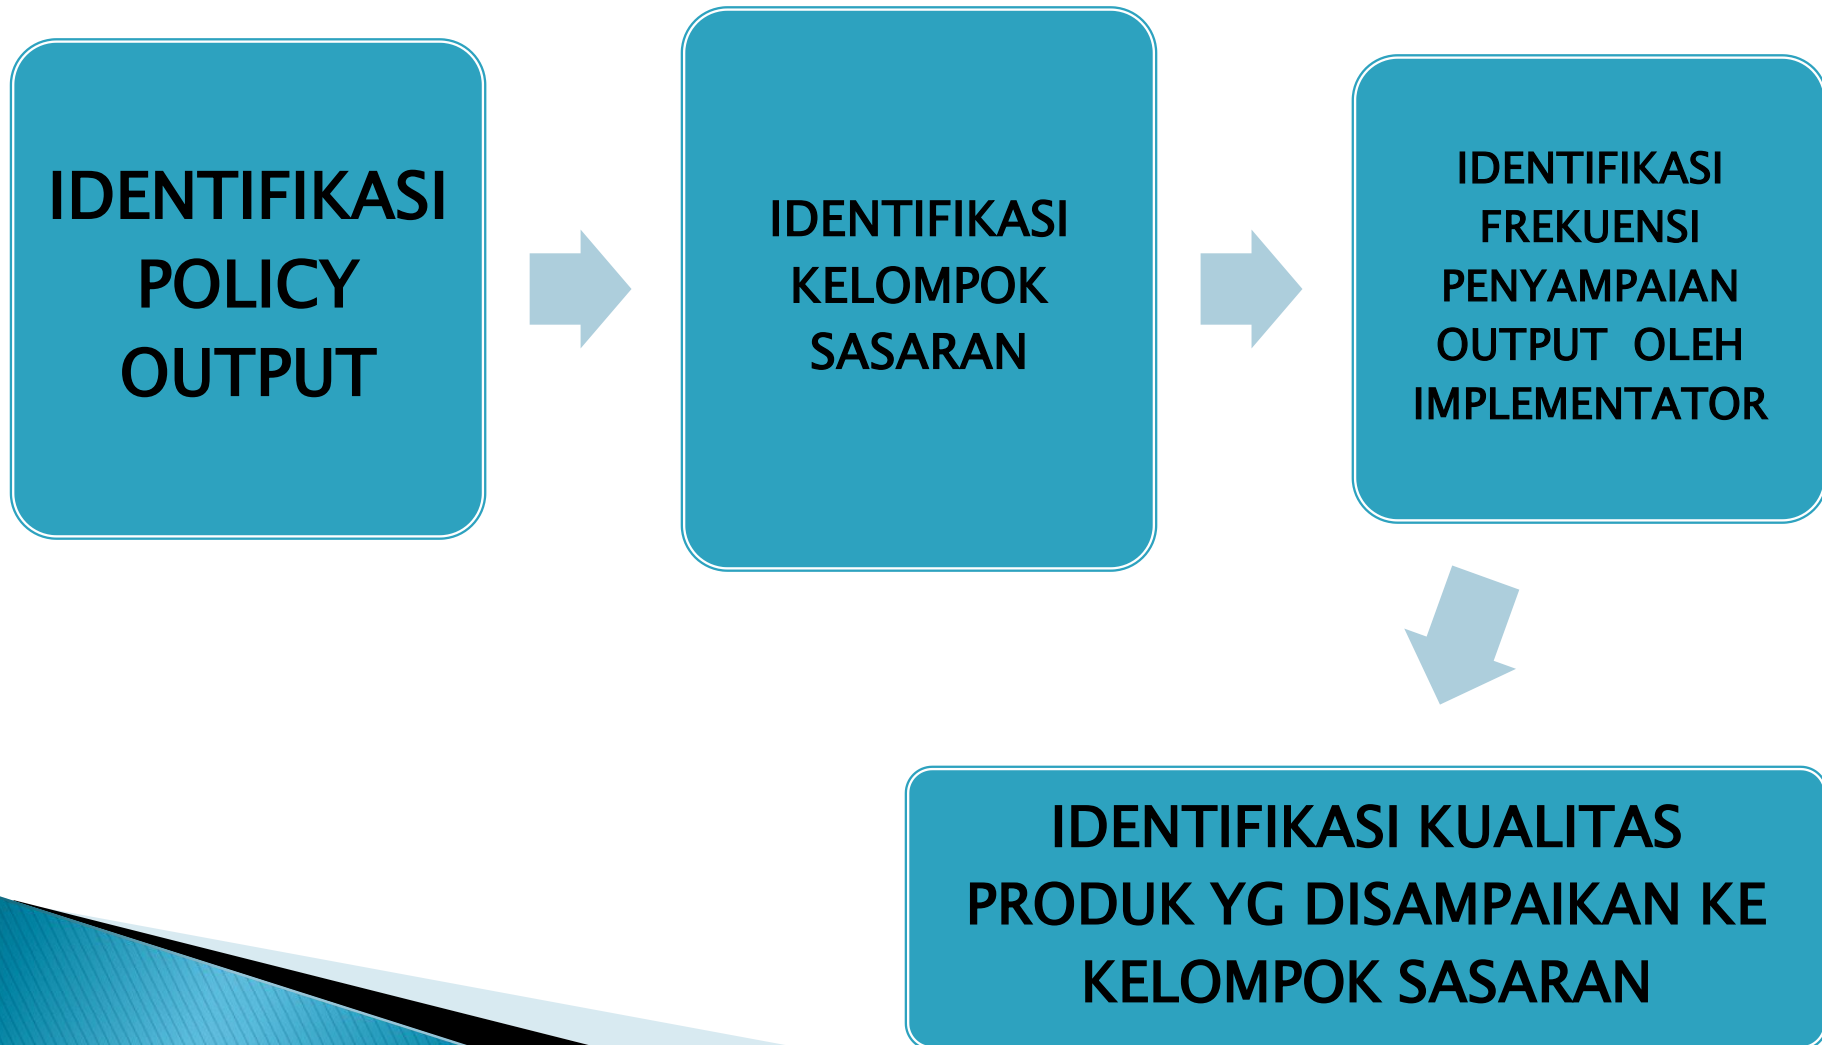 IDENTIFIKASI
POLICY
OUTPUT
IDENTIFIKASI
KELOMPOK
SASARAN
IDENTIFIKASI
FREKUENSI
PENYAMPAIAN
OUTPUT OLEH
IMPLEMENTATOR
IDENTIFIKASI KUALITAS
PRODUK YG DISAMPAIKAN KE
KELOMPOK SASARAN